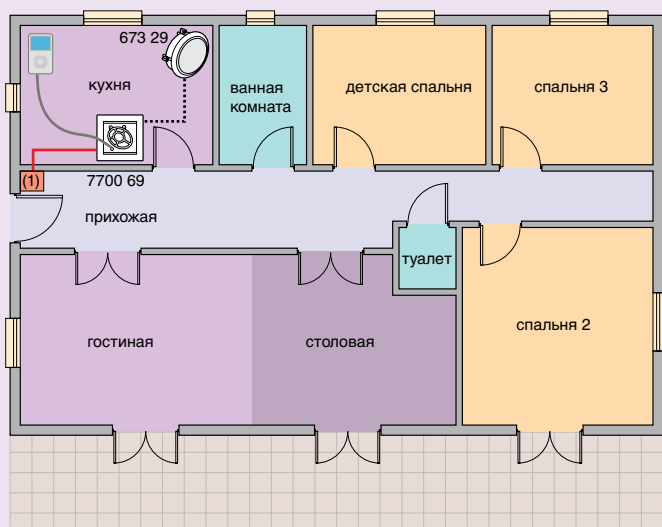 673 29
кухня
ванная
комната
детская спальня
спальня 3
(1)
7700 69
прихожая
туалет
гостиная
столовая
спальня 2